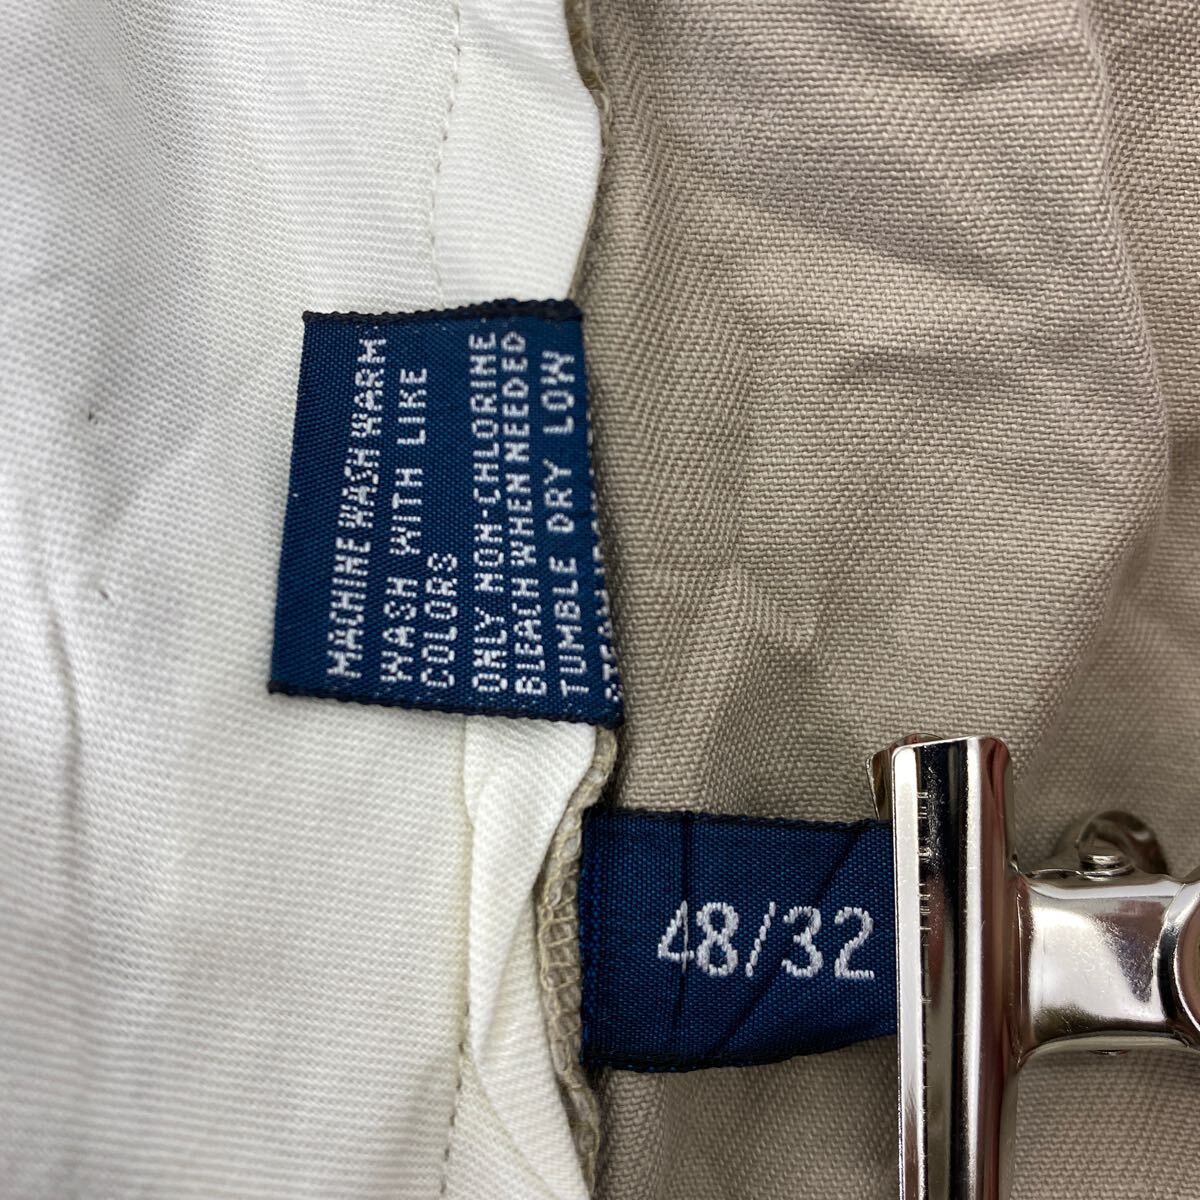 MACHINE WASH WARM
WASH WITH LIKE
COLORS
ONLY NON-CHLORINE
BLEACH WHEN NEEDED
TUMBLE DRY LOW
48/32